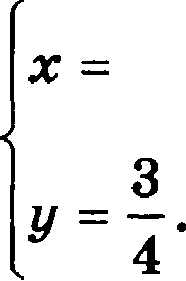 x =
y = 3/4.